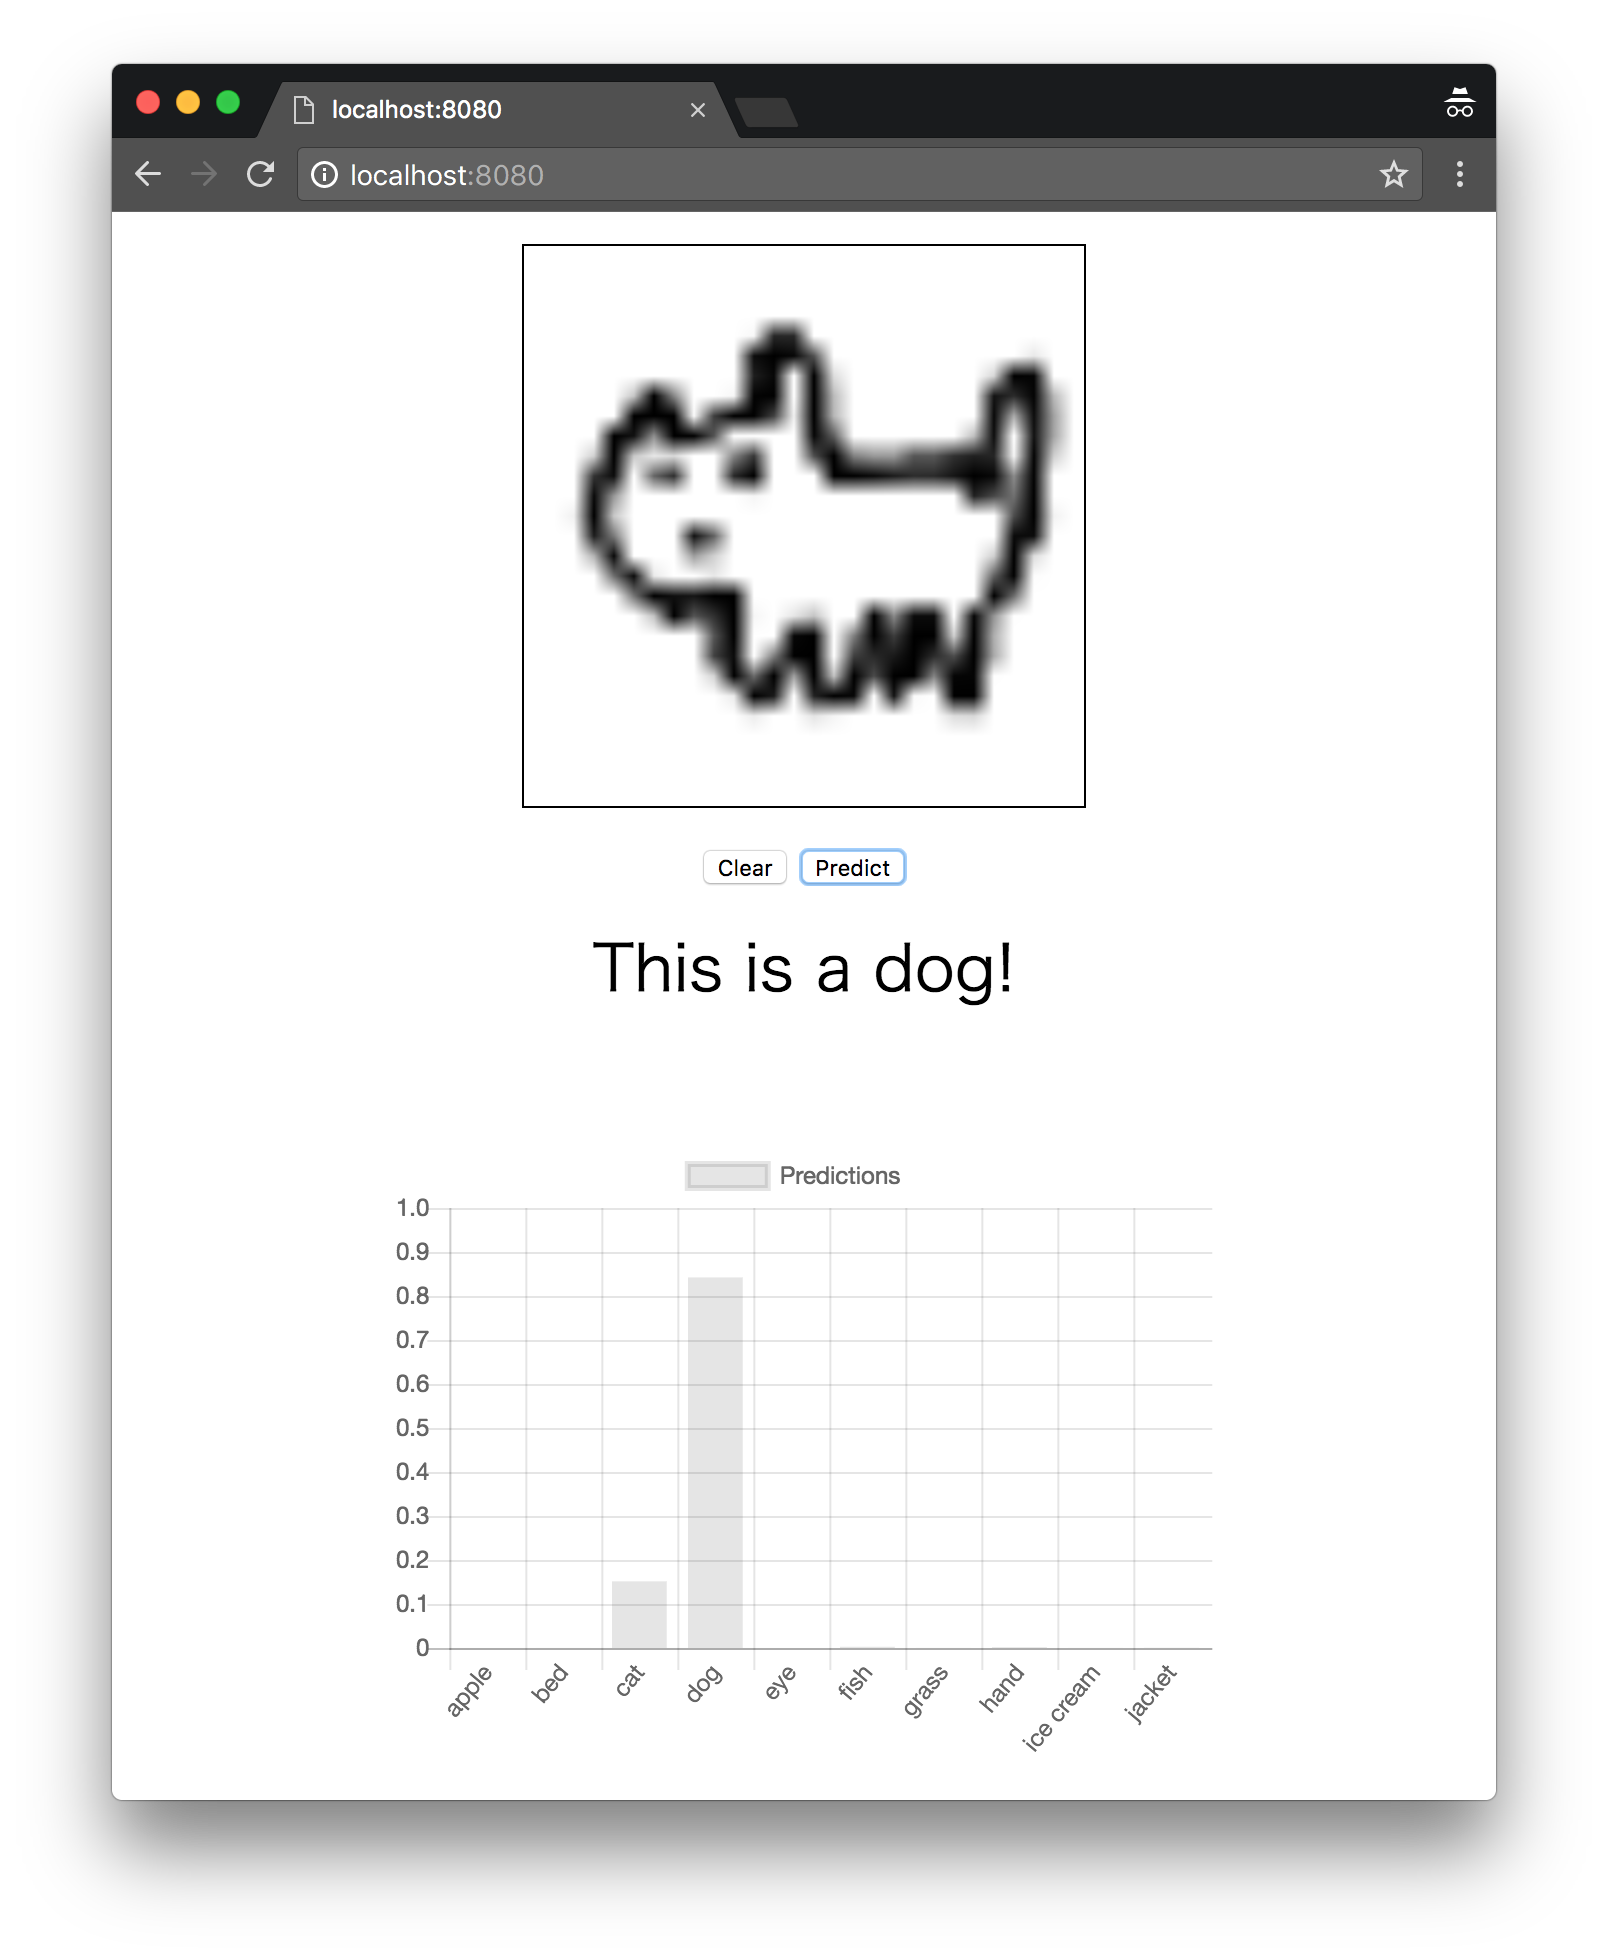 localhost:8080
localhost:8080
Clear Predict
This is a dog!
Predictions
1.0
0.9
0.8
0.7
0.6
0.5
0.4
0.3
0.2
0.1
0
apple bed cat dog eye fish grass hand ice cream jacket